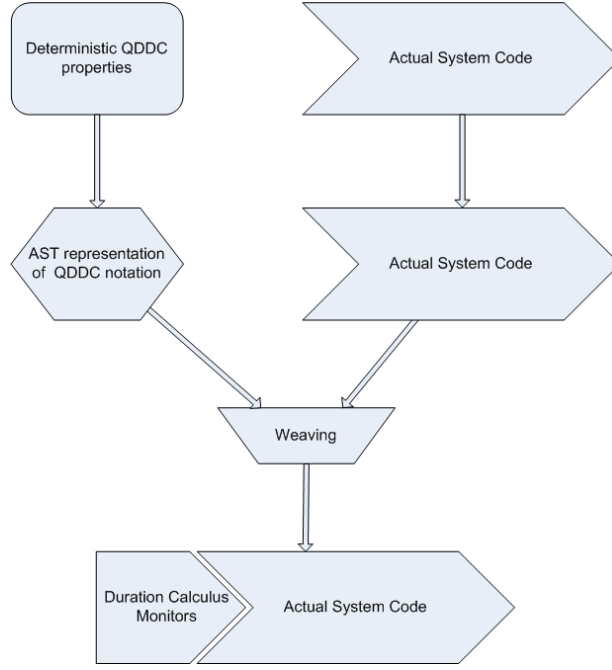 Deterministic QDDC
properties
Actual System Code
AST representation
of QDDC notation
Actual System Code
Weaving
Duration Calculus
Monitors
Actual System Code